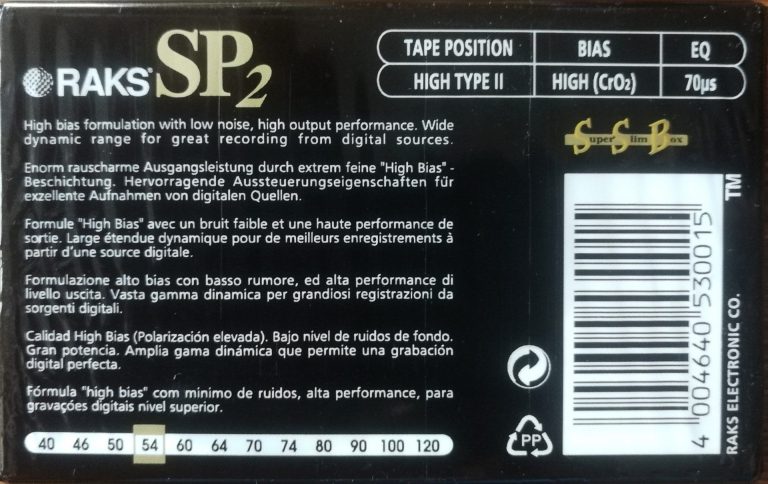 RAKS SP2
TAPE POSITION BIAS EQ
HIGH TYPE II HIGH (CrO₂) 70µs
High bias formulation with low noise, high output performance. Wide
dynamic range for great recording from digital sources.
Enorm rauscharme Ausgangsleistung durch extrem feine "High Bias" -
Beschichtung. Hervorragende Aussteuerungseigenschaften für
exzellente Aufnahmen von digitalen Quellen.
Formule "High Bias" avec un bruit faible et une haute performance de
sortie. Large étendue dynamique pour de meilleurs enregistrements à
partir d'une source digitale.
Formulazione alto bias con basso rumore, ed alta performance di
livello uscita. Vasta gamma dinamica per grandiosi registrazioni da
sorgenti digitali.
Calidad High Bias (Polarización elevada). Bajo nivel de ruidos de fondo.
Gran potencia. Amplia gama dinámica que permite una grabación
digital perfecta.
Fórmula "high bias" com minimo de ruidos, alta performance, para
gravaçóes digitais nivel superior.
40 46 50 54 60 64 70 74 80 90 100 120
Super Slim Box
4 004640 530015
TM
RAKS ELECTRONIC CO.
PP